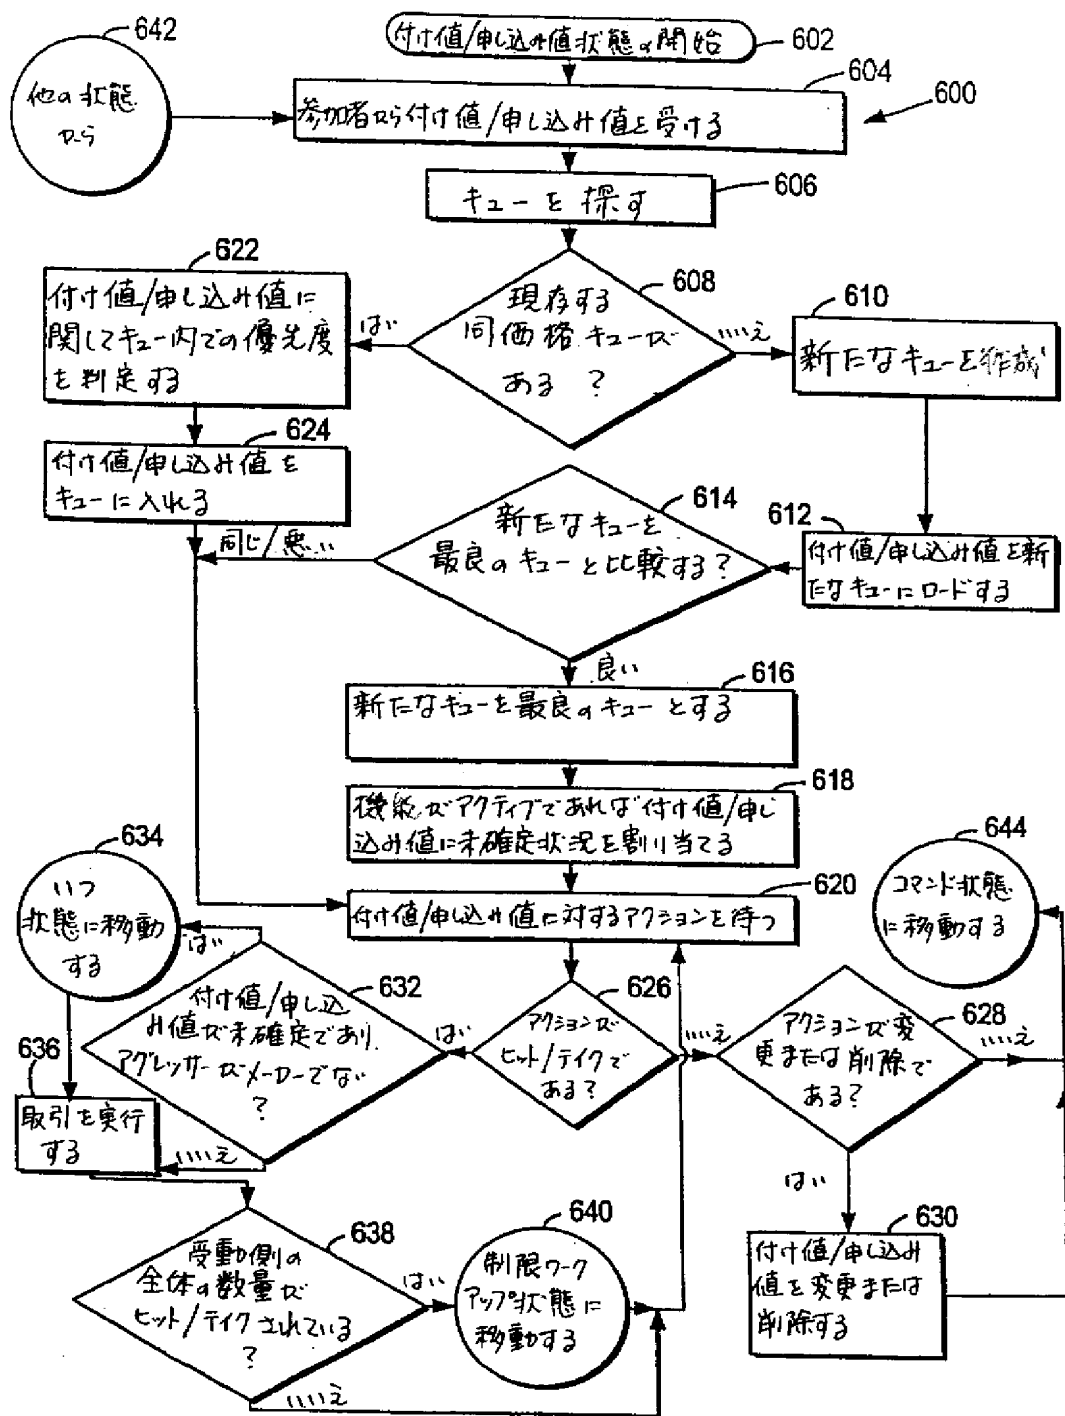 642
他の状態
から
付け値/申し込み値状態の開始
602
604
600
参加者から付け値/申し込み値を受ける
606
キューを探す
622
付け値/申し込み値に
関してキュー内での優先度
を判定する
608
現存する
同価格キューが
ある?
はい
いいえ
610
新たなキューを作成
624
付け値/申し込み値を
キューに入れる
614
新たなキューを
最良のキューと比較する?
同じ/悪い
612
付け値/申し込み値を新
たなキューにロードする
良い
616
新たなキューを最良のキューとする
618
機能がアクティブであれば付け値/申し
込み値に未確定状況を割り当てる
634
いつ
状態に移動
する
620
付け値/申し込み値に対するアクションを待つ
644
コマンド状態
に移動する
はい
632
付け値/申し込
み値が未確定であり、
アグレッサーがメーカーでない
?
はい
626
アクションが
ヒット/テイクで
ある?
いいえ
628
アクションが変
更または削除で
ある?
いいえ
636
取引を実行
する
いいえ
はい
638
受動側の
全体の数量が
ヒット/テイクされている
?
はい
640
制限ワーク
アップ状態に
移動する
630
付け値/申し込み
値を変更または
削除する
いいえ